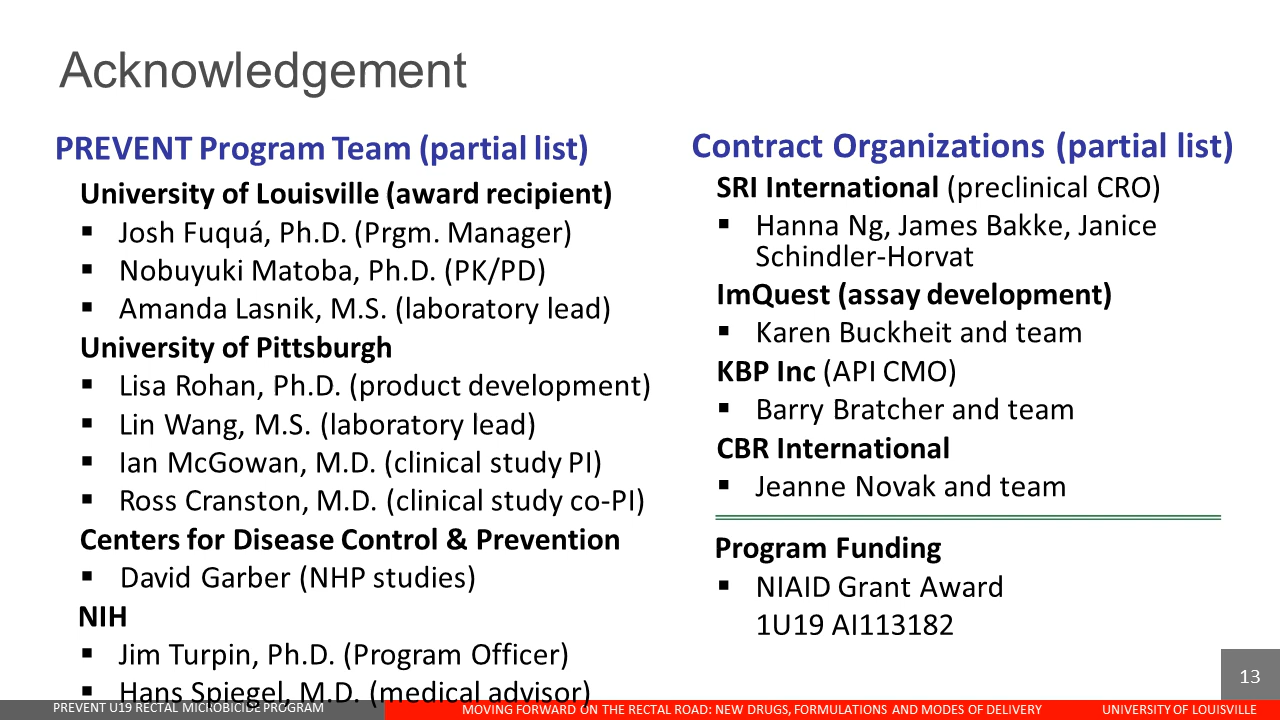 Acknowledgement
PREVENT Program Team (partial list)
University of Louisville (award recipient)
▪ Josh Fuquá, Ph.D. (Prgm. Manager)
▪ Nobuyuki Matoba, Ph.D. (PK/PD)
▪ Amanda Lasnik, M.S. (laboratory lead)
University of Pittsburgh
▪ Lisa Rohan, Ph.D. (product development)
▪ Lin Wang, M.S. (laboratory lead)
▪ Ian McGowan, M.D. (clinical study PI)
▪ Ross Cranston, M.D. (clinical study co-PI)
Centers for Disease Control & Prevention
▪ David Garber (NHP studies)
NIH
▪ Jim Turpin, Ph.D. (Program Officer)
▪ Hans Spiegel, M.D. (medical advisor)
Contract Organizations (partial list)
SRI International (preclinical CRO)
▪ Hanna Ng, James Bakke, Janice
Schindler-Horvat
ImQuest (assay development)
▪ Karen Buckheit and team
KBP Inc (API CMO)
▪ Barry Bratcher and team
CBR International
▪ Jeanne Novak and team
Program Funding
▪ NIAID Grant Award
1U19 AI113182
13
PREVENT U19 RECTAL MICROBICIDE PROGRAM
MOVING FORWARD ON THE RECTAL ROAD: NEW DRUGS, FORMULATIONS AND MODES OF DELIVERY
UNIVERSITY OF LOUISVILLE